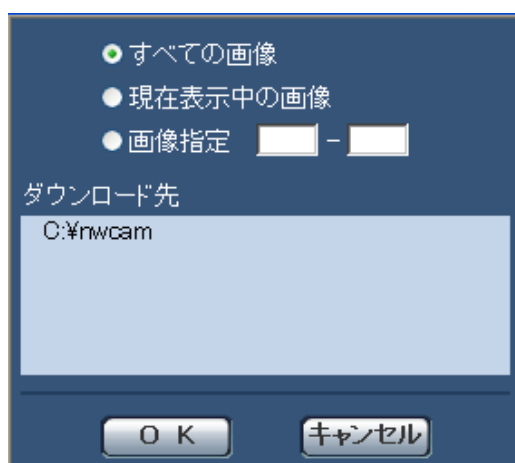 すべての画像
現在表示中の画像
画像指定 -
ダウンロード先
C:¥nwcam
OK キャンセル